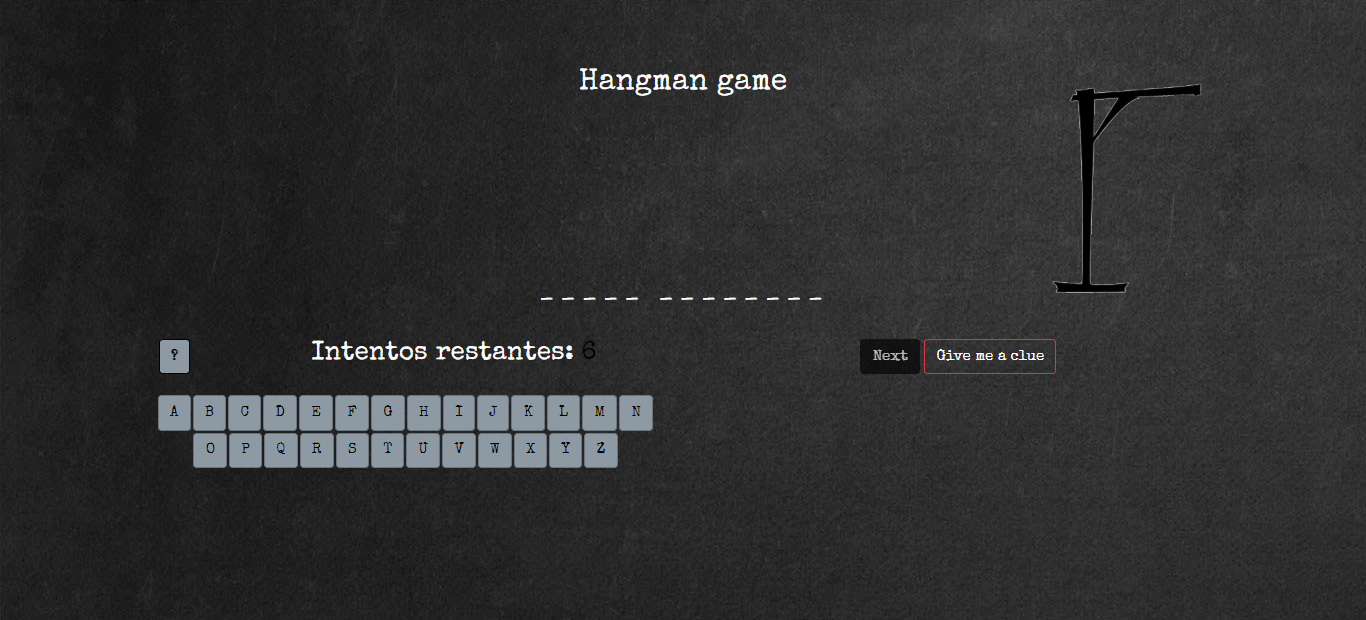 Hangman game
_ _ _ _ _  _ _ _ _ _ _ _ _
? Intentos restantes: 6 Next Give me a clue
A B C D E F G H I J K L M N
O P Q R S T U V W X Y Z